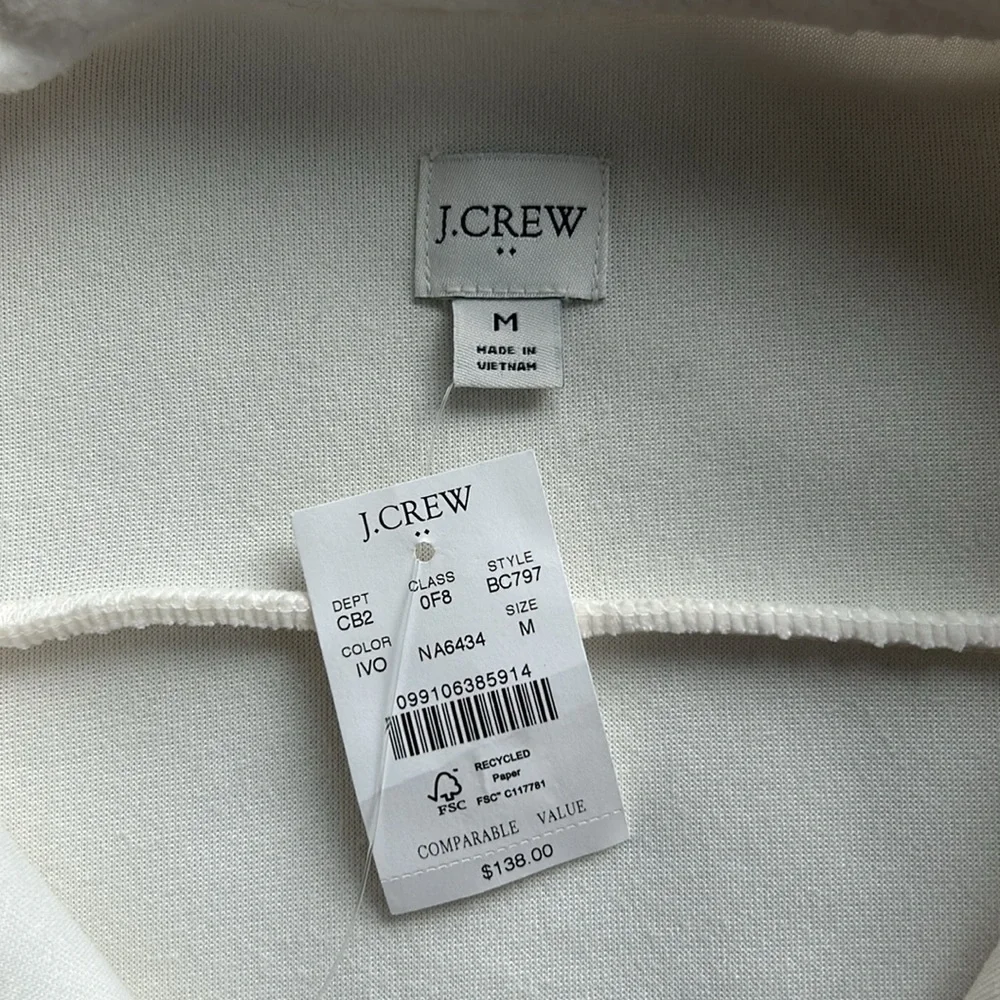 J.CREW
M
MADE IN
VIETNAM
J.CREW
DEPT CLASS STYLE
CB2 0F8 BC797
COLOR SIZE
IVO NA6434 M
099106385914
RECYCLED
Paper
FSC FSC™ C117781
COMPARABLE VALUE
$138.00